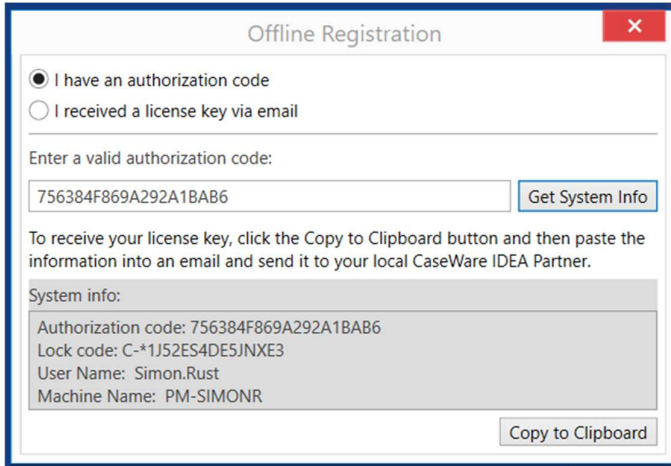 Offline Registration
I have an authorization code
I received a license key via email
Enter a valid authorization code:
756384F869A292A1BAB6 Get System Info
To receive your license key, click the Copy to Clipboard button and then paste the
information into an email and send it to your local CaseWare IDEA Partner.
System info:
Authorization code: 756384F869A292A1BAB6
Lock code: C-*1J52ES4DE5JNXE3
User Name:  Simon.Rust
Machine Name:  PM-SIMONR
Copy to Clipboard